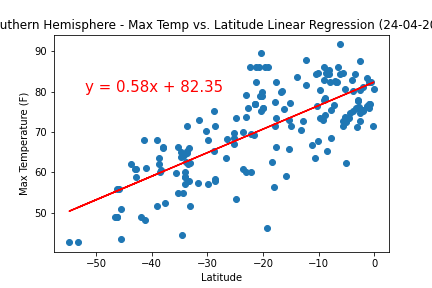 uthern Hemisphere - Max Temp vs. Latitude Linear Regression (24-04-20
90
80
70
60
50
Max Temperature (F)
y = 0.58x + 82.35
−50 −40 −30 −20 −10 0
Latitude